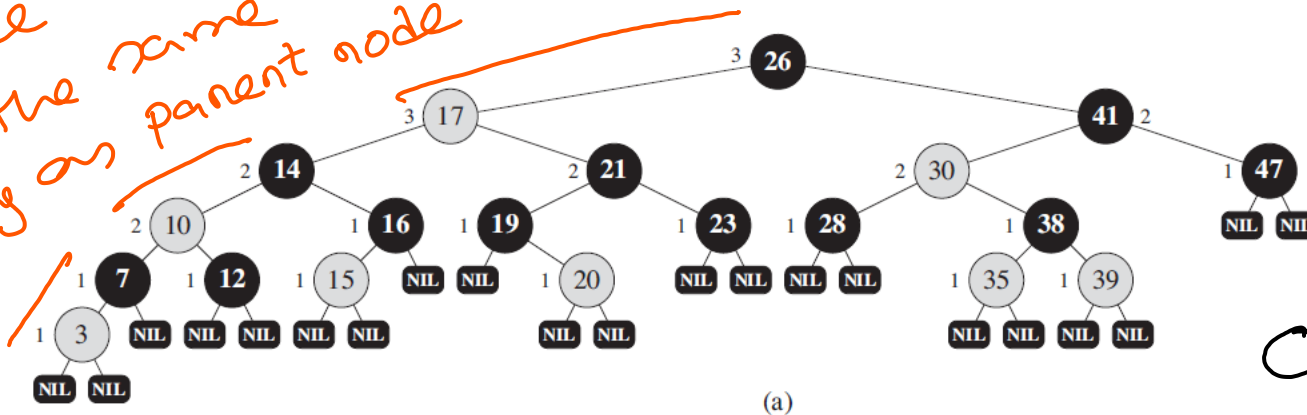 the same
as parent node
3 26
3 17 41 2
2 14 2 21 2 30 1 47
2 10 1 16 1 19 1 23 1 28 1 38 NIL NIL
1 7 1 12 1 15 NIL NIL 1 20 NIL NIL NIL NIL 1 35 1 39
1 3 NIL NIL NIL NIL NIL NIL NIL NIL NIL NIL NIL
NIL NIL
(a)